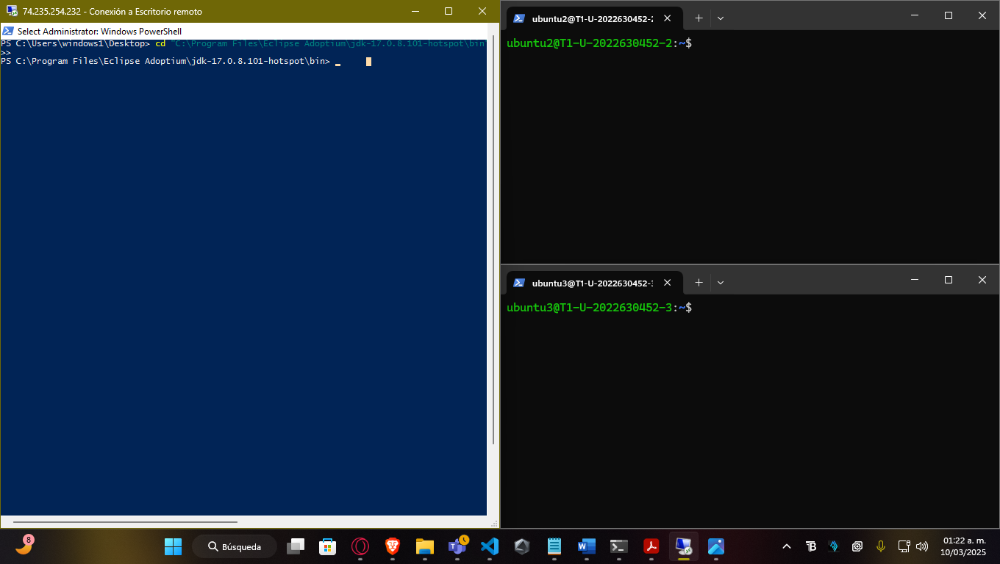 74.235.254.232 - Conexión a Escritorio remoto
Select Administrator: Windows PowerShell
PS C:\Users\windows1\Desktop> cd "C:\Program Files\Eclipse Adoptium\jdk-17.0.8.101-hotspot\bin
>>
PS C:\Program Files\Eclipse Adoptium\jdk-17.0.8.101-hotspot\bin>
ubuntu2@T1-U-2022630452-2
ubuntu2@T1-U-2022630452-2:~$
ubuntu3@T1-U-2022630452-3
ubuntu3@T1-U-2022630452-3:~$
8
Búsqueda
01:22 a. m.
10/03/2025